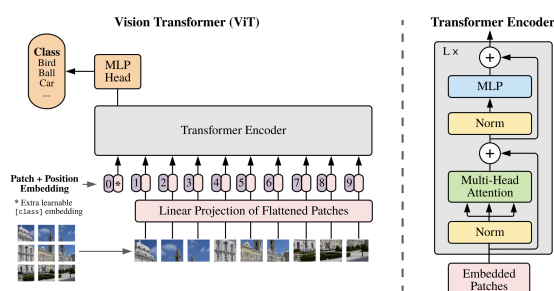 Vision Transformer (ViT)
Class
Bird
Ball
Car
...
MLP
Head
Transformer Encoder
Patch + Position
Embedding
* Extra learnable
[class] embedding
0 * 1 2 3 4 5 6 7 8 9
Linear Projection of Flattened Patches
Transformer Encoder
L x
+
MLP
Norm
+
Multi-Head
Attention
Norm
Embedded
Patches